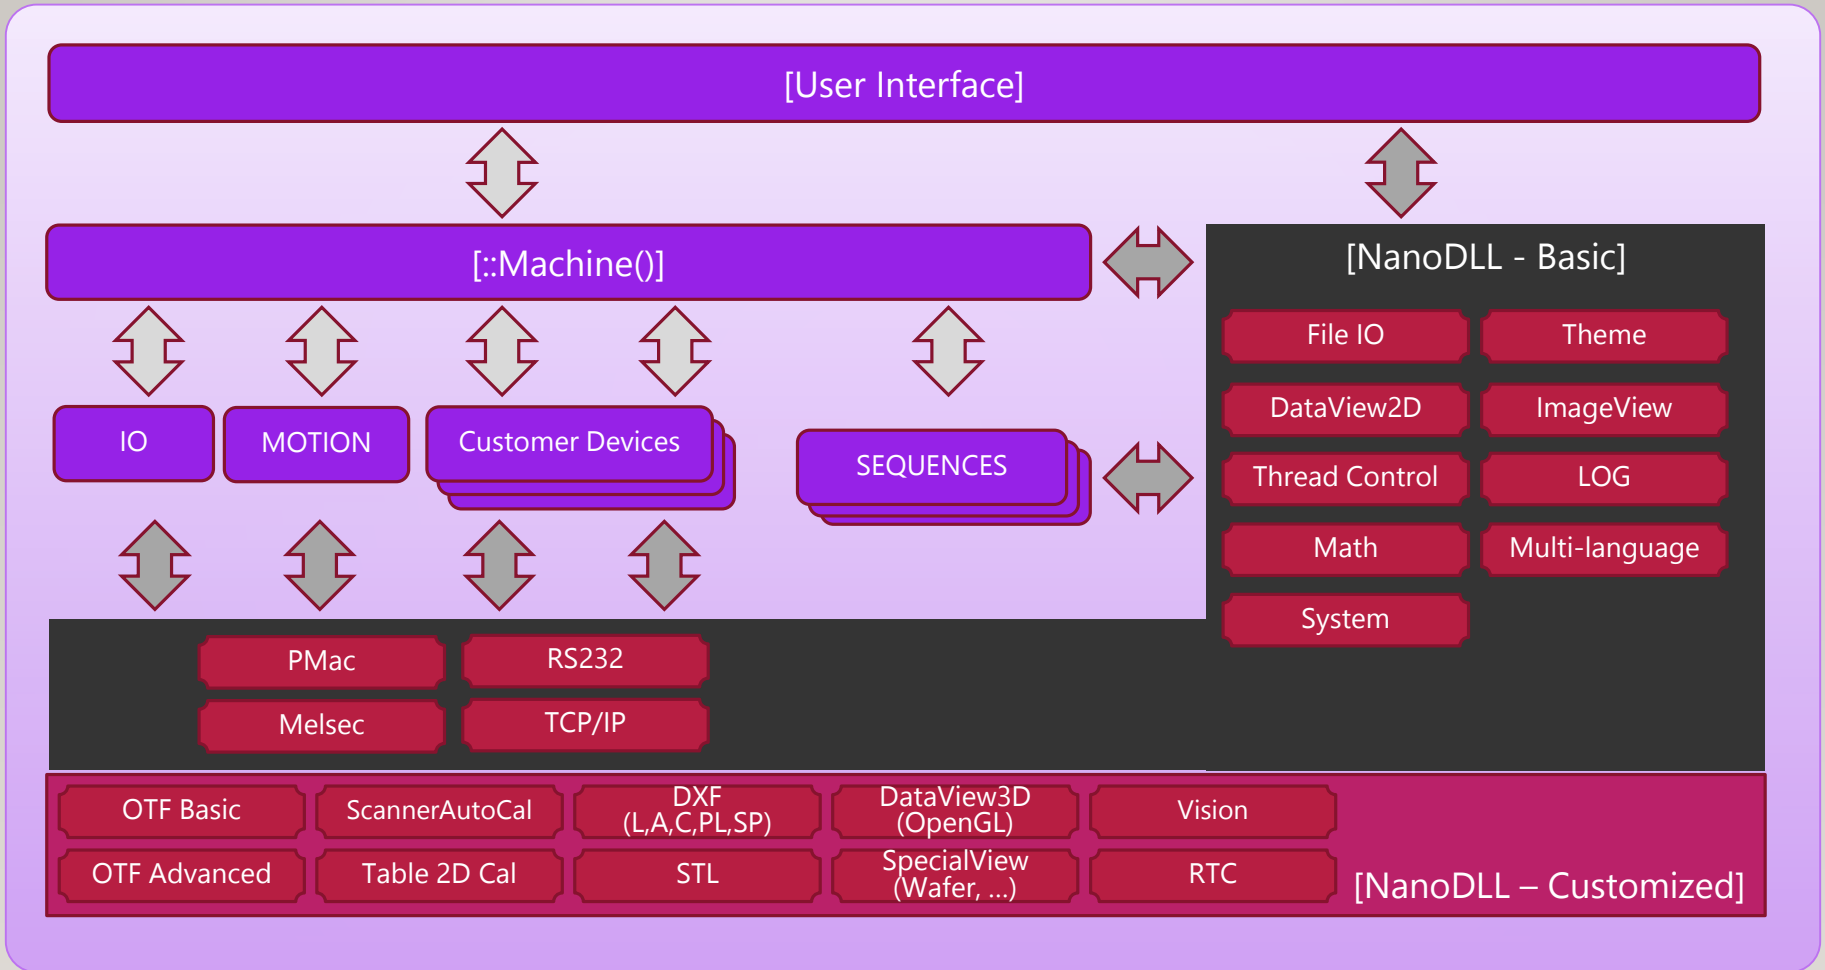 [User Interface]
[::Machine()]
[NanoDLL - Basic]
File IO
Theme
DataView2D
ImageView
Thread Control
LOG
Math
Multi-language
System
IO
MOTION
Customer Devices
SEQUENCES
PMac
RS232
Melsec
TCP/IP
OTF Basic
ScannerAutoCal
DXF
(L,A,C,PL,SP)
DataView3D
(OpenGL)
Vision
OTF Advanced
Table 2D Cal
STL
SpecialView
(Wafer, ...)
RTC
[NanoDLL – Customized]